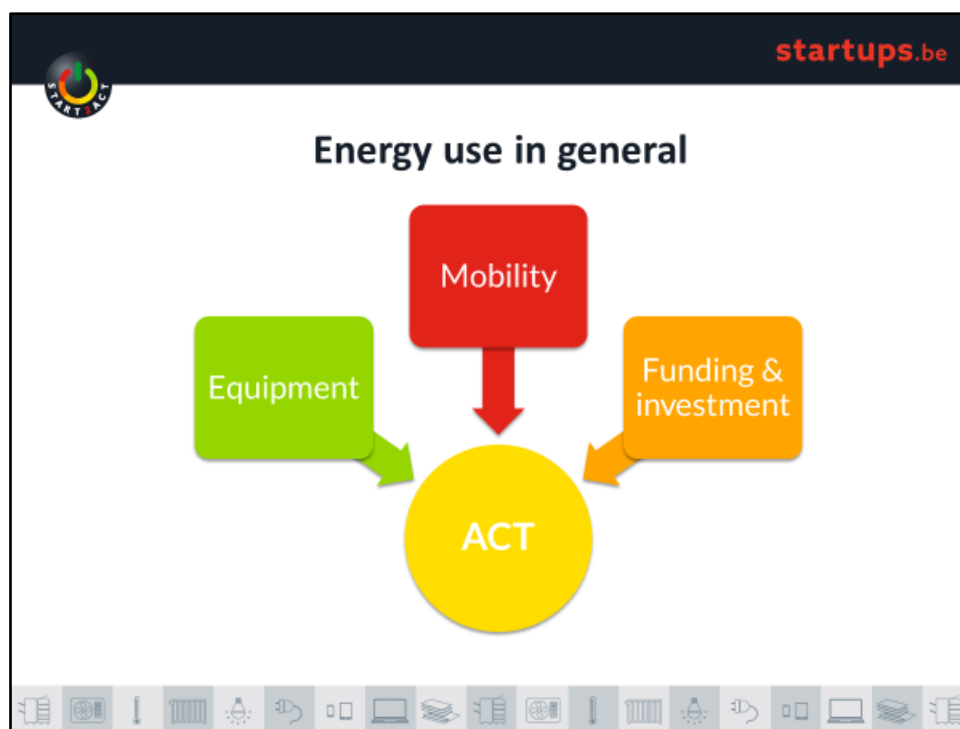 startups.be
START2ACT
Energy use in general
Mobility
Equipment
Funding &
investment
ACT